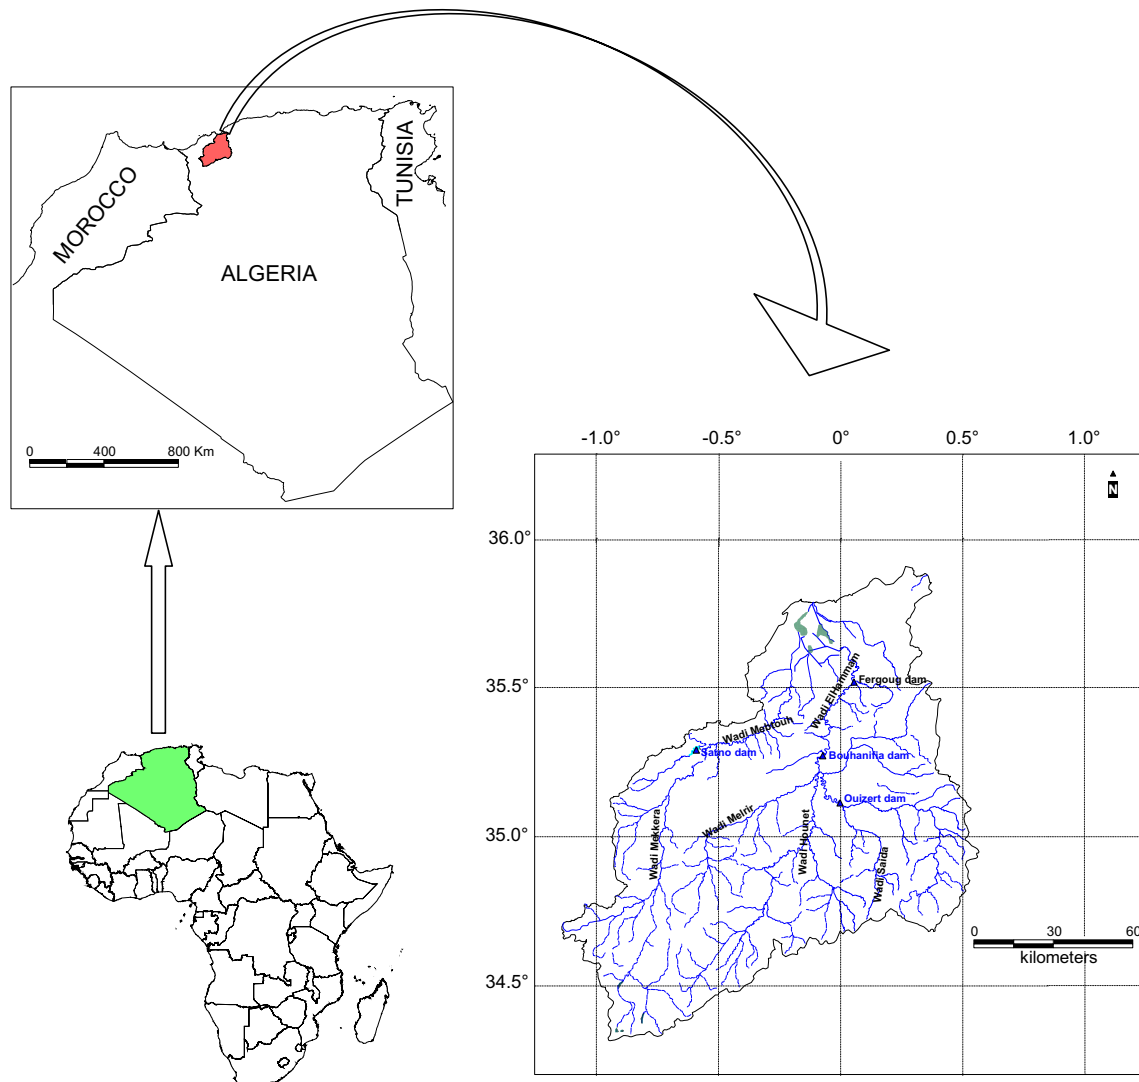 MOROCCO
TUNISIA
ALGERIA
0 400 800 Km
-1.0° -0.5° 0° 0.5° 1.0°
N
36.0°
35.5°
35.0°
34.5°
Fergoug dam
Wadi ElHammam
Wadi Mebtouh
Sarno dam
Bouhanifia dam
Ouizert dam
Wadi Melrir
Wadi Mekkera
Wadi Hounet
Wadi Saida
0 30 60
kilometers